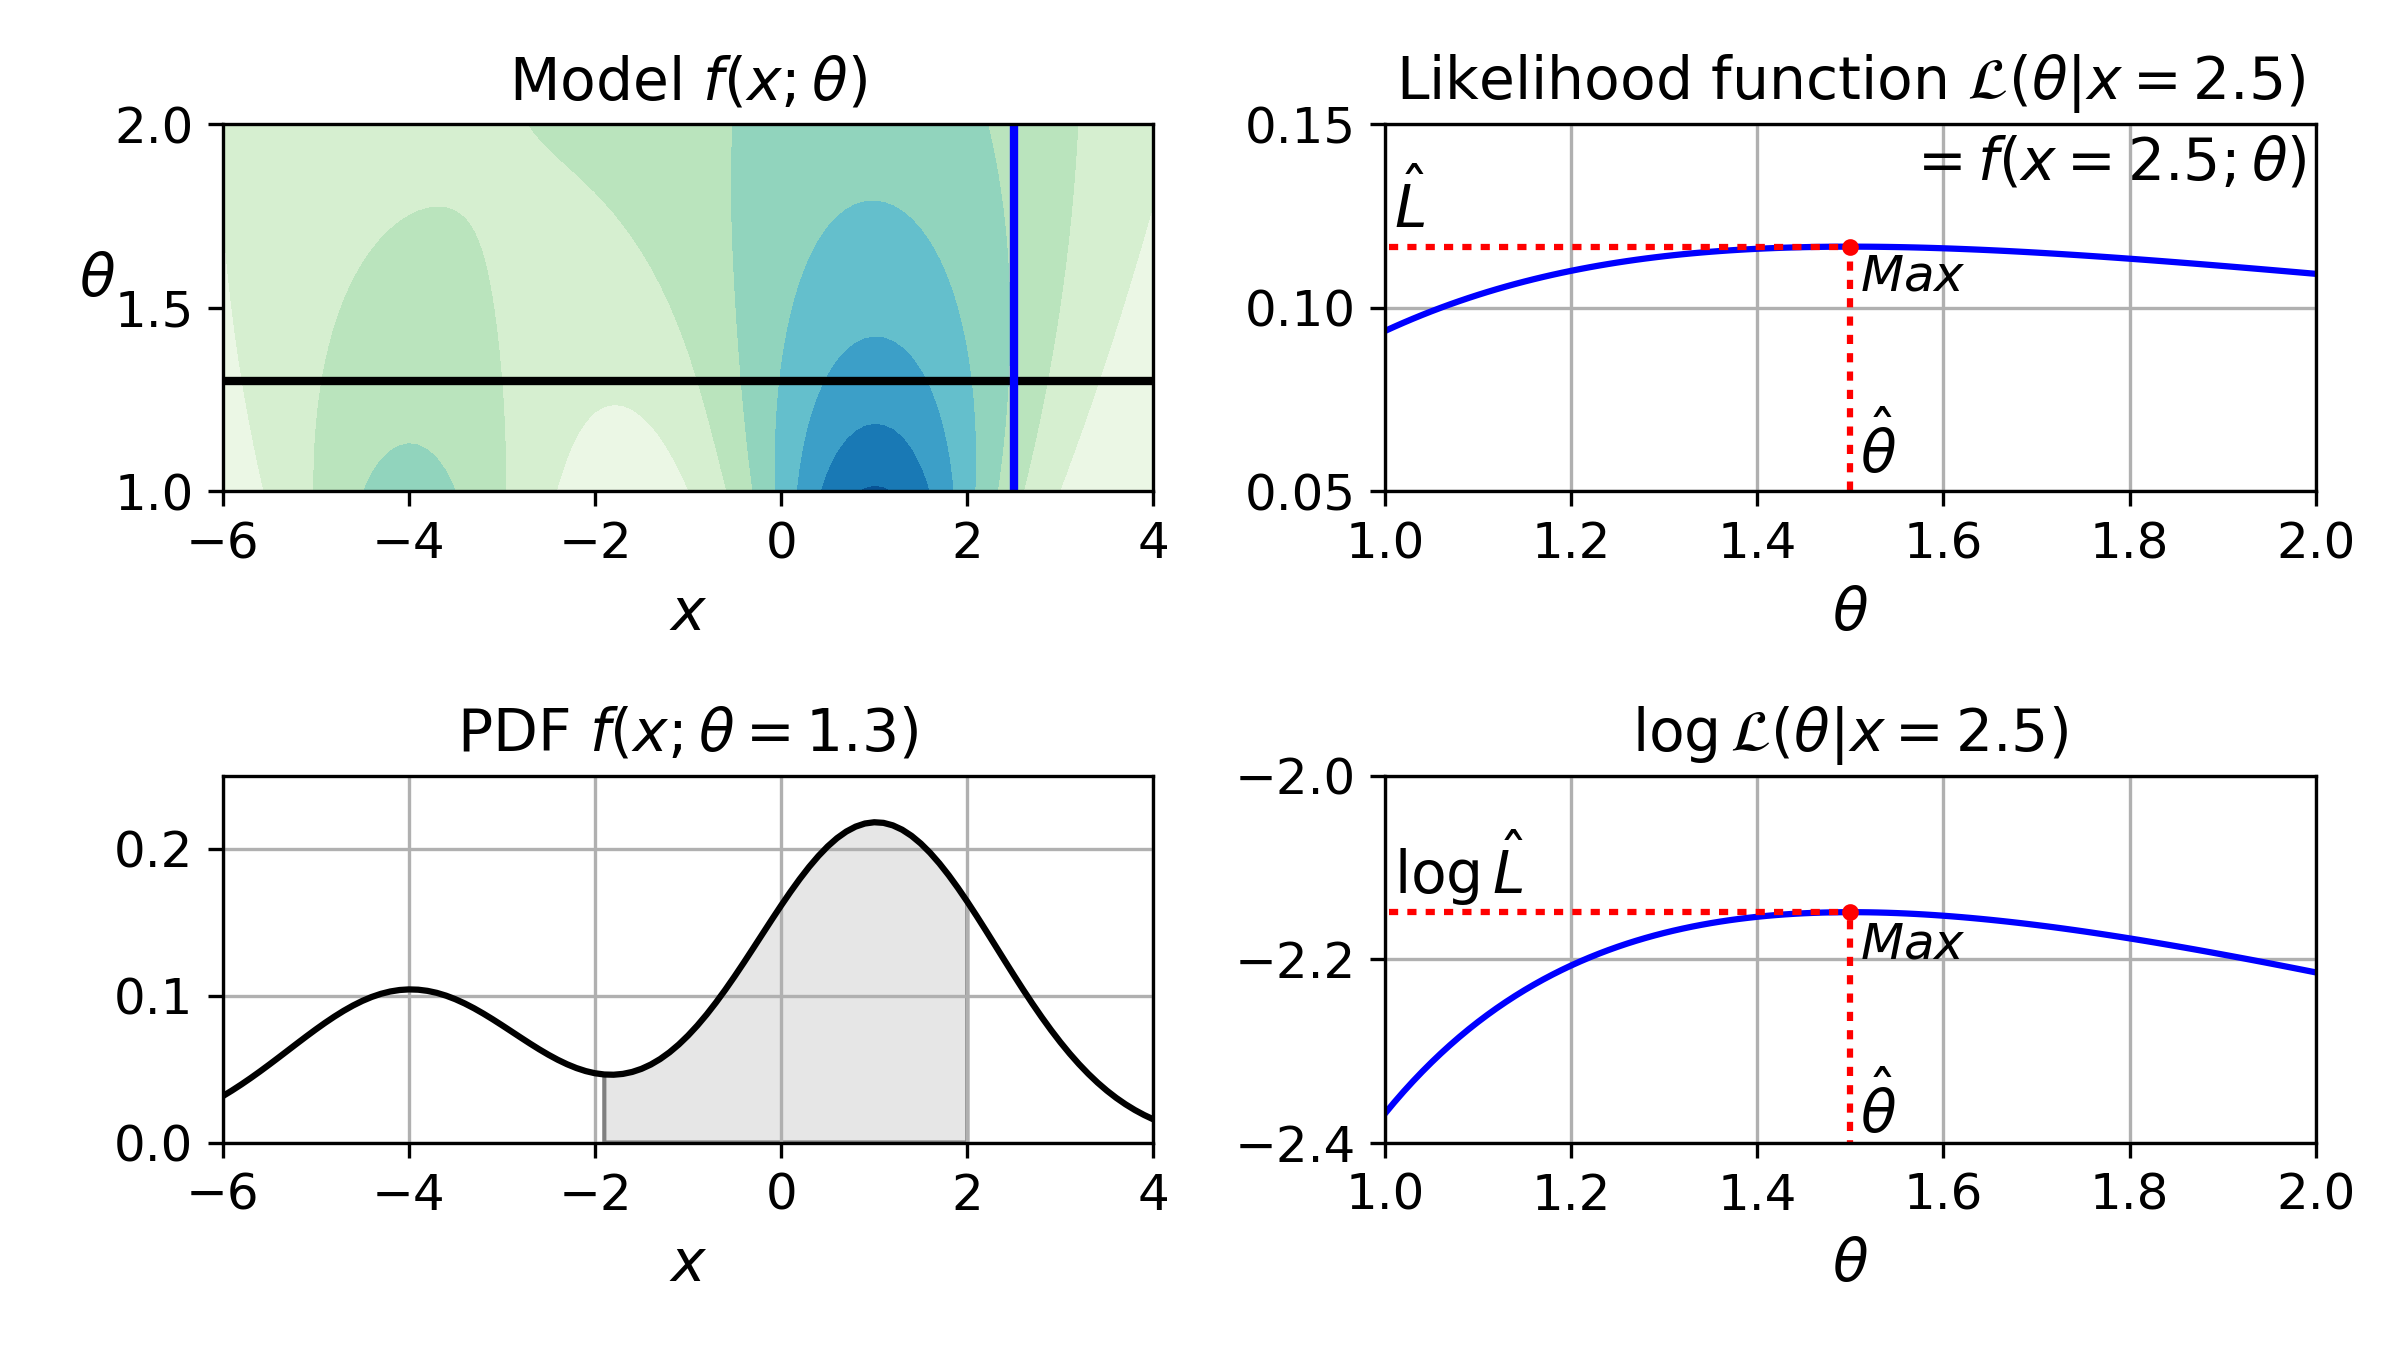 Model f(x; θ)
2.0
θ
1.5
1.0
−6 −4 −2 0 2 4
x
Likelihood function ℒ(θ|x = 2.5)
= f(x = 2.5; θ)
0.15
L̂
Max
0.10
θ̂
0.05
1.0 1.2 1.4 1.6 1.8 2.0
θ
PDF f(x; θ = 1.3)
0.2
0.1
0.0
−6 −4 −2 0 2 4
x
log ℒ(θ|x = 2.5)
−2.0
log L̂
Max
−2.2
θ̂
−2.4
1.0 1.2 1.4 1.6 1.8 2.0
θ